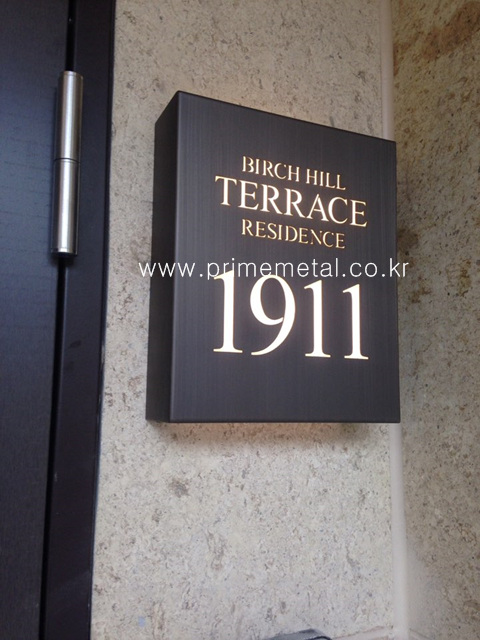 BIRCH HILL
TERRACE
RESIDENCE
www.primemetal.co.kr
1911